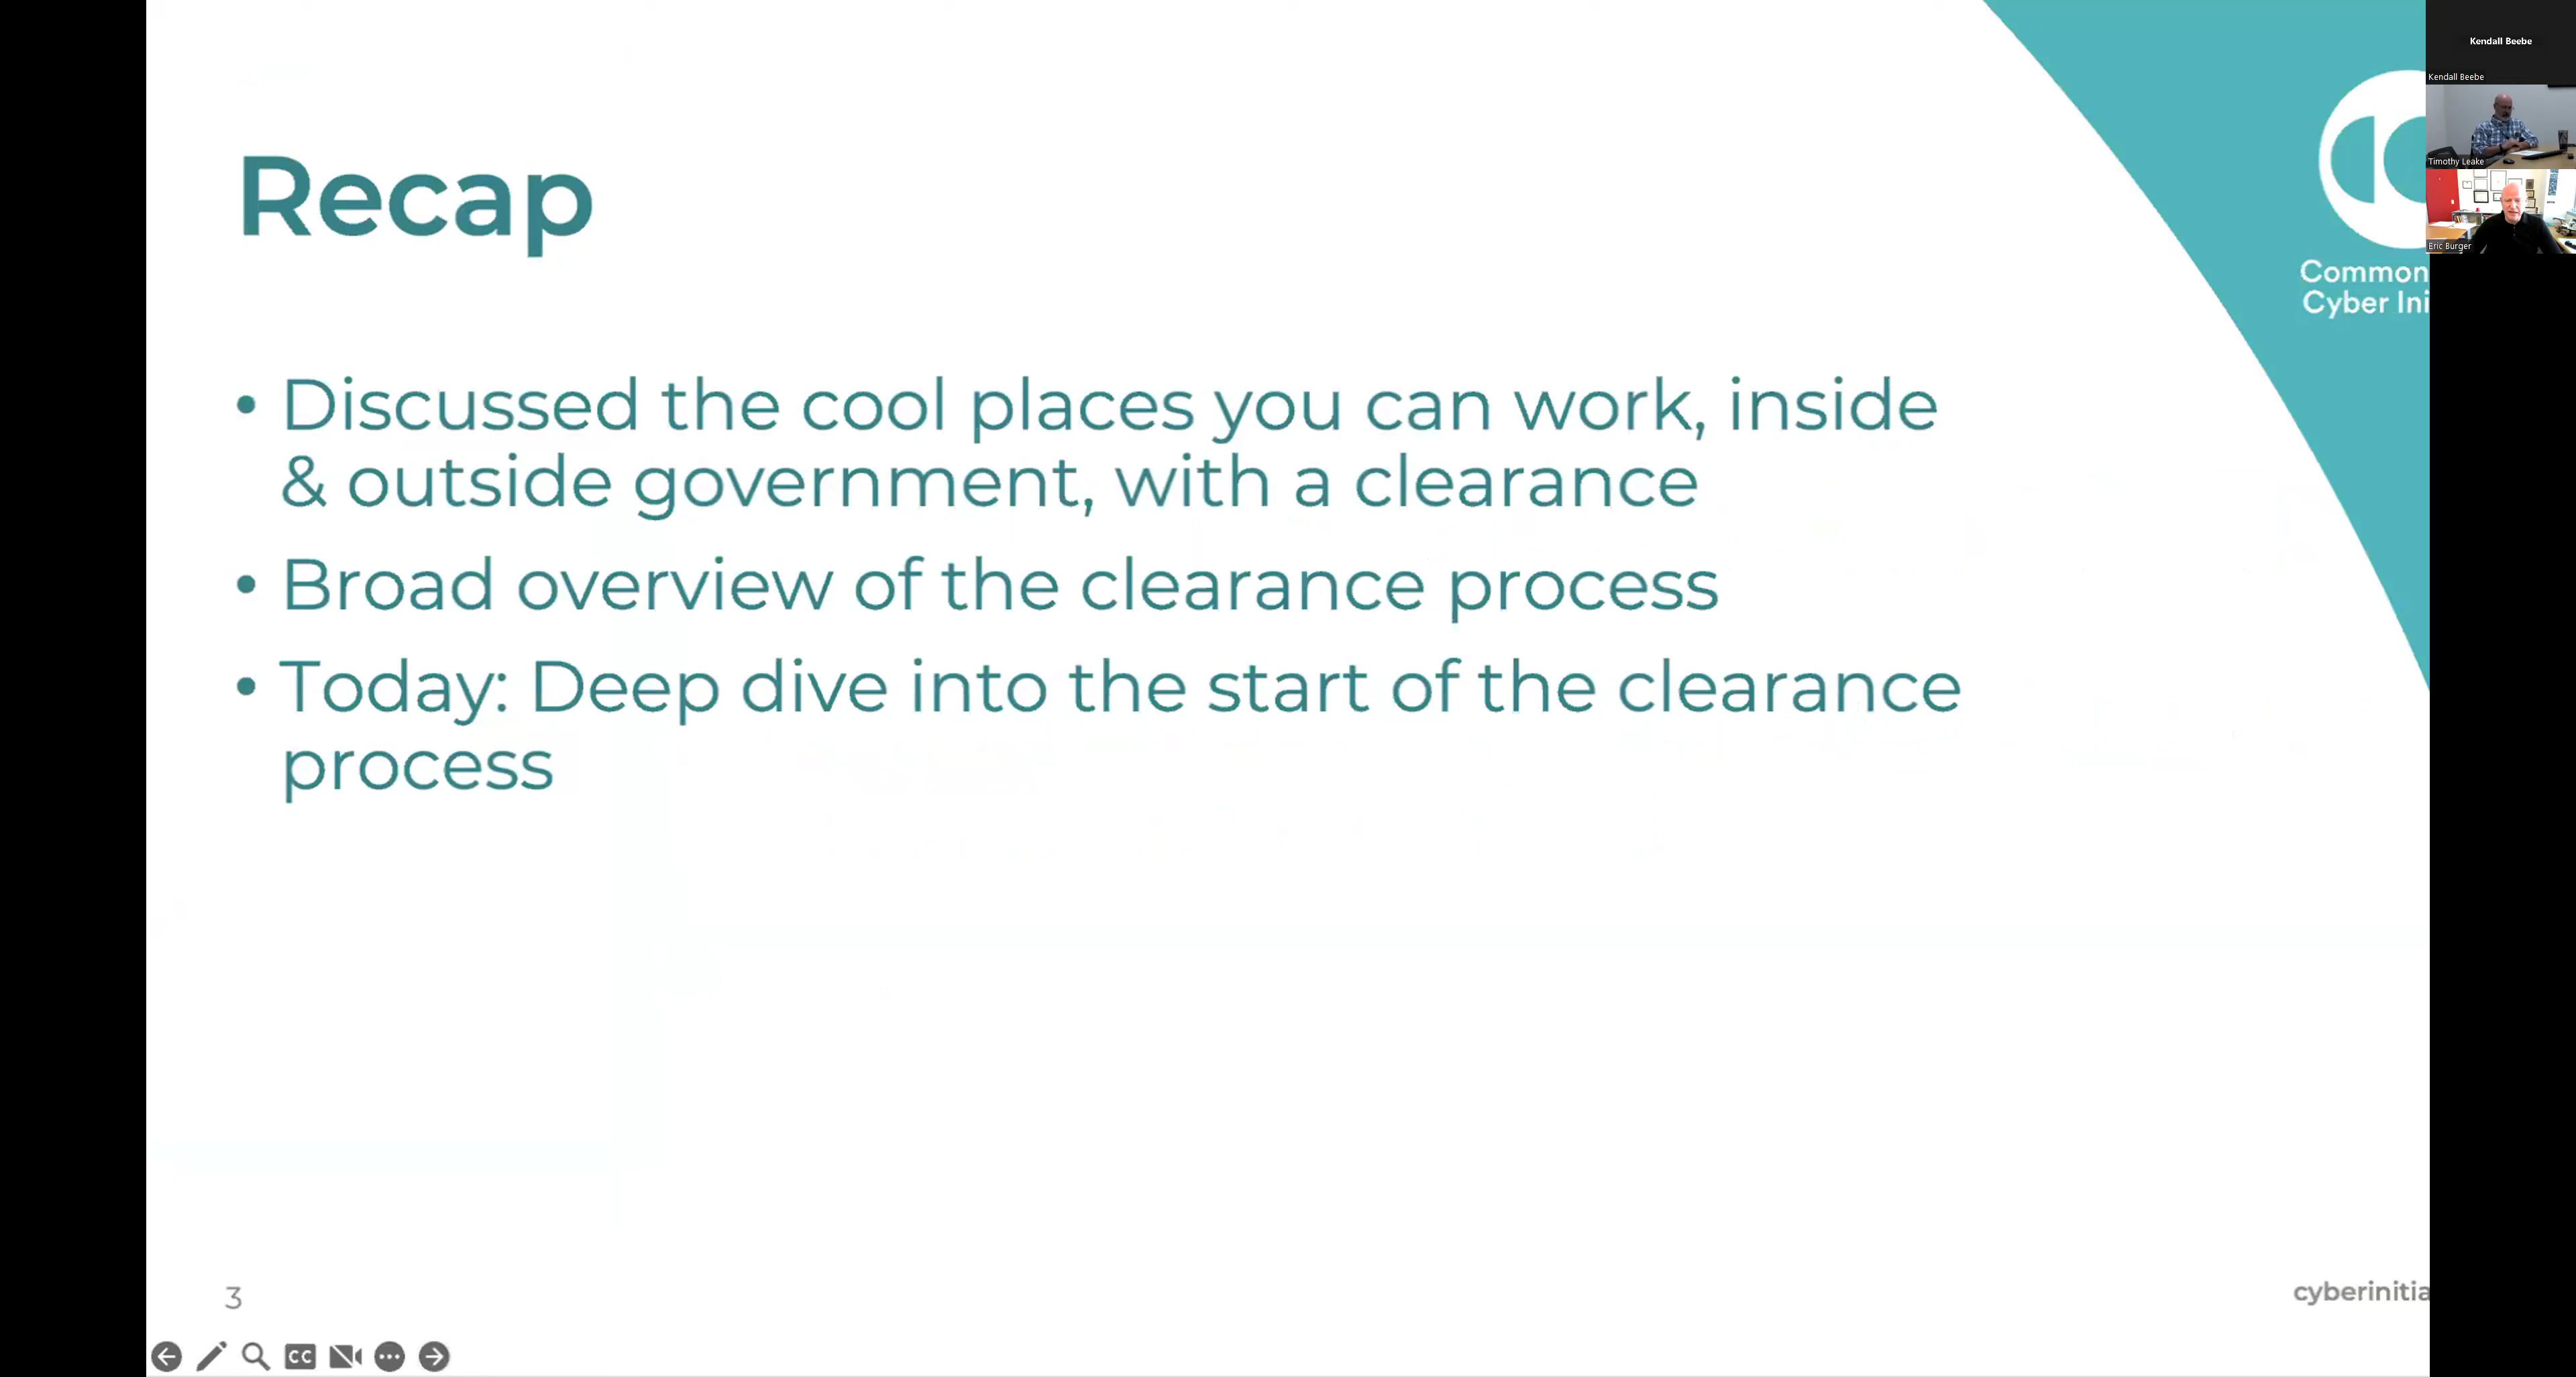 Recap
• Discussed the cool places you can work, inside
& outside government, with a clearance
• Broad overview of the clearance process
• Today: Deep dive into the start of the clearance
process
Common
Cyber Ini
3
cyberinitia
CC
Kendall Beebe
Kendall Beebe
Timothy Leake
Eric Burger